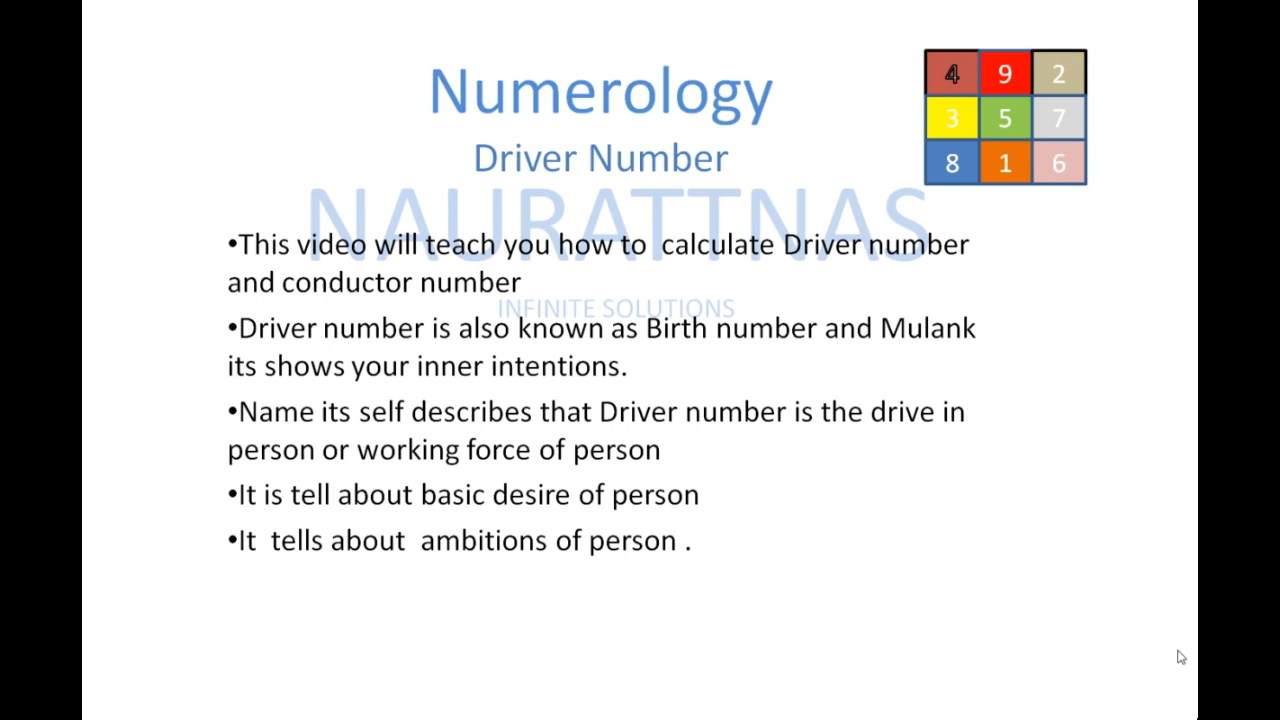 Numerology
Driver Number
4 9 2
3 5 7
8 1 6
NAURATTNAS
INFINITE SOLUTIONS
•This video will teach you how to  calculate Driver number
and conductor number
•Driver number is also known as Birth number and Mulank
its shows your inner intentions.
•Name its self describes that Driver number is the drive in
person or working force of person
•It is tell about basic desire of person
•It  tells about  ambitions of person .